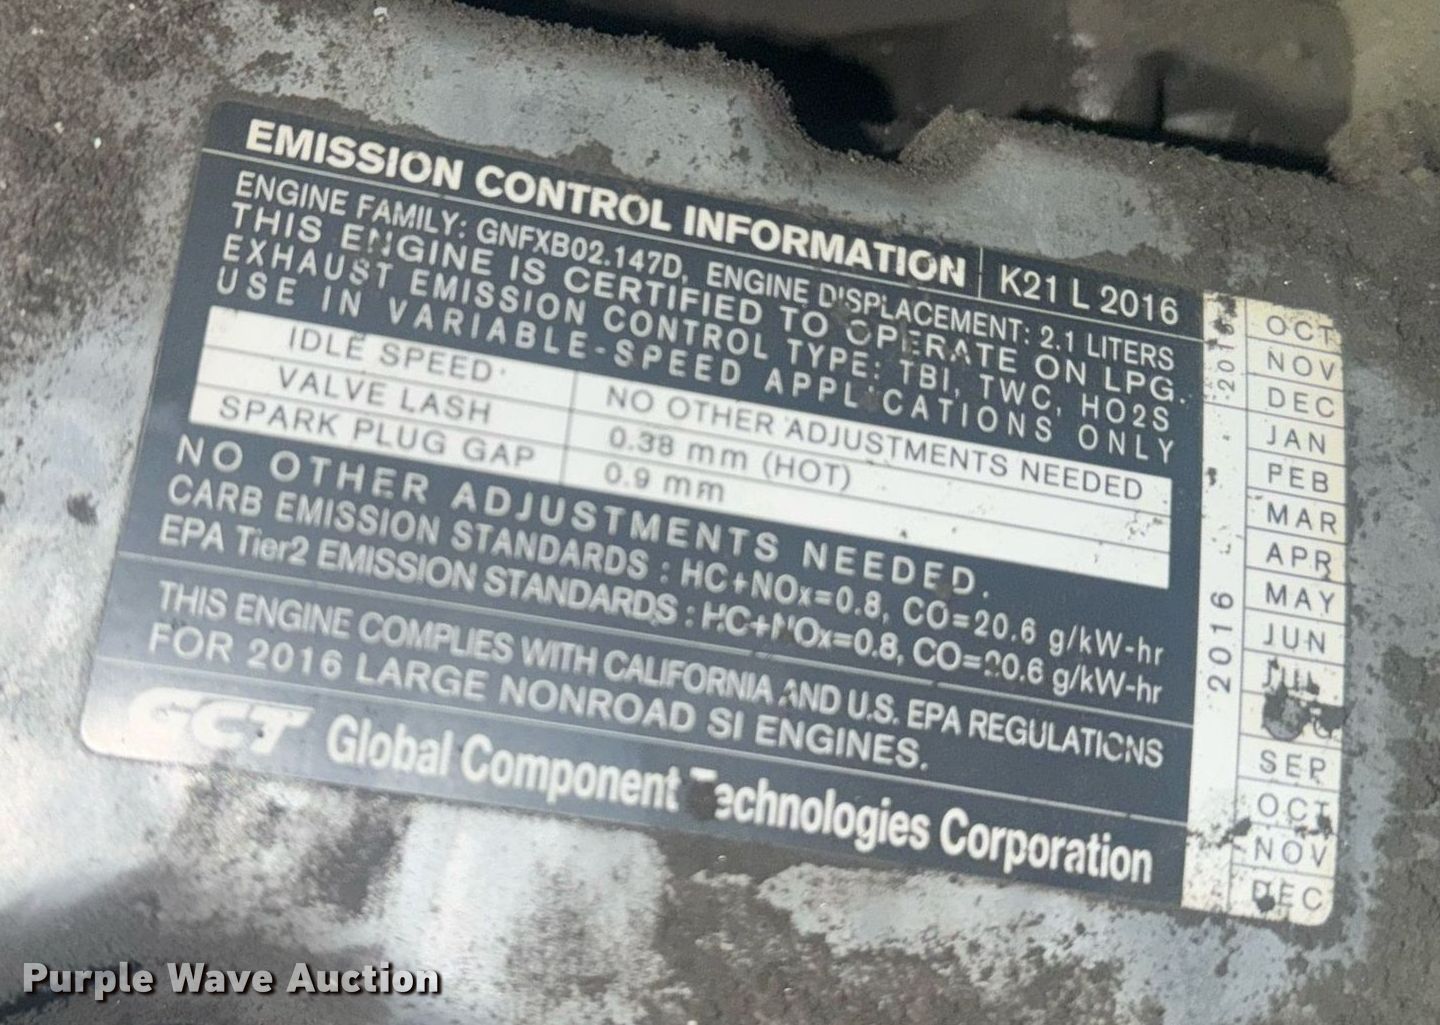 EMISSION CONTROL INFORMATION K21 L 2016
ENGINE FAMILY: GNFXB02.147D, ENGINE DISPLACEMENT: 2.1 LITERS
THIS ENGINE IS CERTIFIED TO OPERATE ON LPG.
EXHAUST EMISSION CONTROL TYPE: TBI, TWC, HO2S
USE IN VARIABLE-SPEED APPLICATIONS ONLY
IDLE SPEED NO OTHER ADJUSTMENTS NEEDED
VALVE LASH 0.38 mm (HOT)
SPARK PLUG GAP 0.9 mm
NO OTHER ADJUSTMENTS NEEDED.
CARB EMISSION STANDARDS : HC+NOx=0.8, CO=20.6 g/kW-hr
EPA Tier2 EMISSION STANDARDS : HC+NOx=0.8, CO=20.6 g/kW-hr
THIS ENGINE COMPLIES WITH CALIFORNIA AND U.S. EPA REGULATIONS
FOR 2016 LARGE NONROAD SI ENGINES.
GCT Global Component Technologies Corporation
OCT
NOV
DEC
2016
JAN
PEB
MAR
APR
MAY
JUN
JUL
SEP
OCT
NOV
DEC
Purple Wave Auction